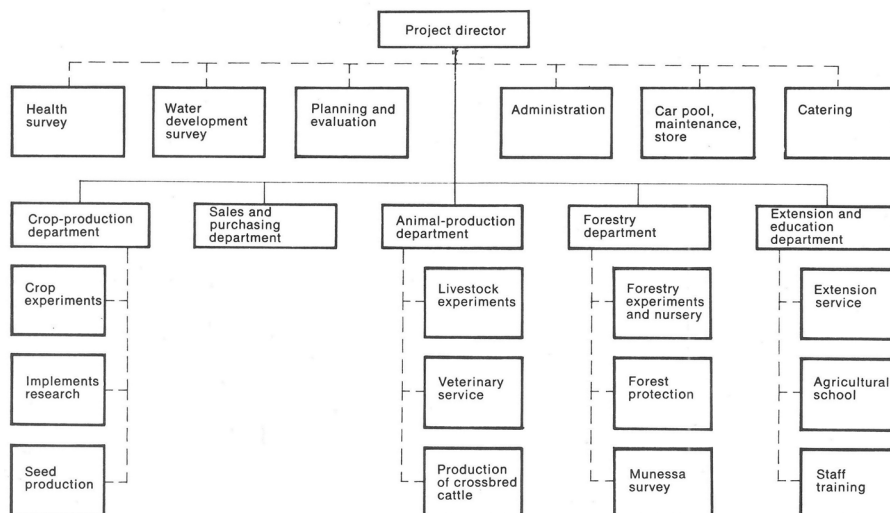 Project director
Health
survey
Water
development
survey
Planning and
evaluation
Administration
Car pool,
maintenance,
store
Catering
Crop-production
department
Sales and
purchasing
department
Animal-production
department
Forestry
department
Extension and
education
department
Crop
experiments
Livestock
experiments
Forestry
experiments
and nursery
Extension
service
Implements
research
Veterinary
service
Forest
protection
Agricultural
school
Seed
production
Production
of crossbred
cattle
Munessa
survey
Staff
training